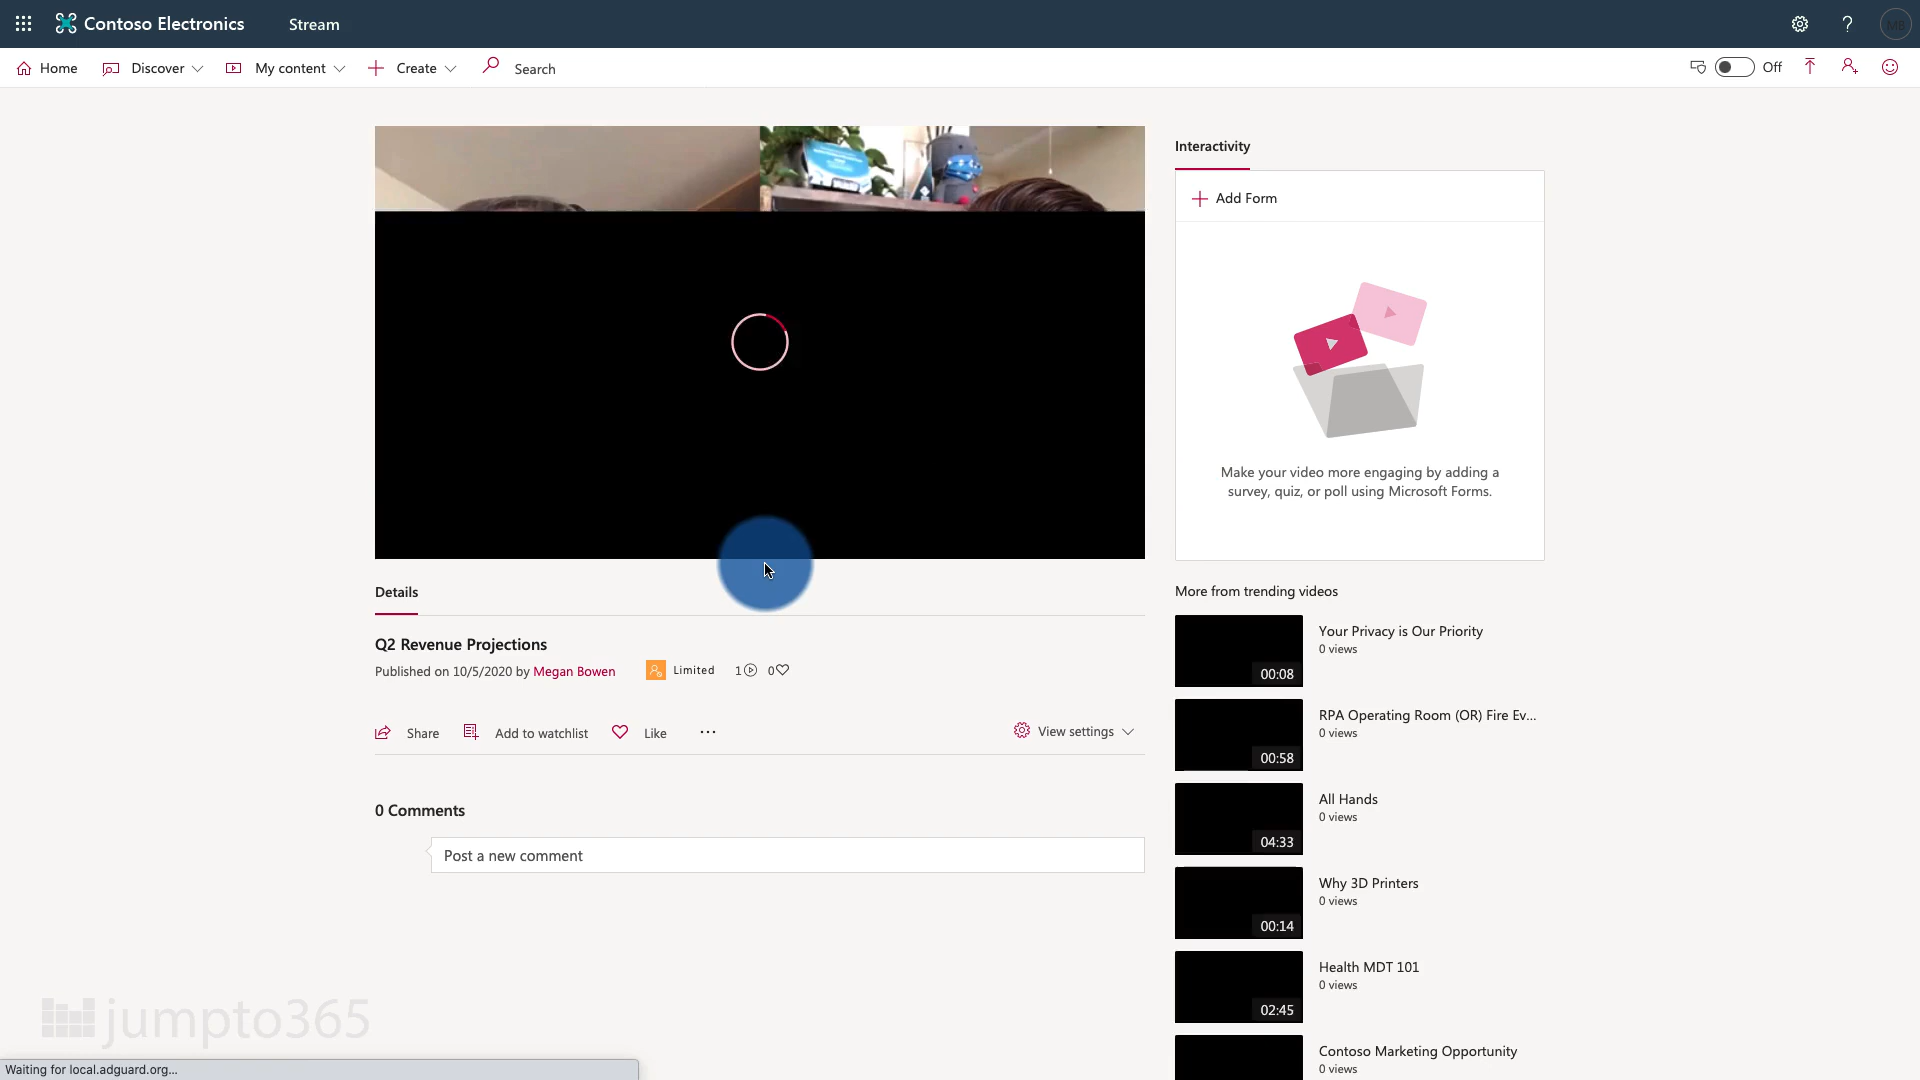 Contoso Electronics
Stream
Home
Discover
My content
Create
Search
Off
Interactivity
Add Form
Make your video more engaging by adding a
survey, quiz, or poll using Microsoft Forms.
Details
Q2 Revenue Projections
Published on 10/5/2020 by Megan Bowen
Limited
1
0
Share
Add to watchlist
Like
View settings
0 Comments
Post a new comment
More from trending videos
00:08
Your Privacy is Our Priority
0 views
00:58
RPA Operating Room (OR) Fire Ev...
0 views
04:33
All Hands
0 views
00:14
Why 3D Printers
0 views
02:45
Health MDT 101
0 views
Contoso Marketing Opportunity
0 views
jumpto365
Waiting for local.adguard.org...